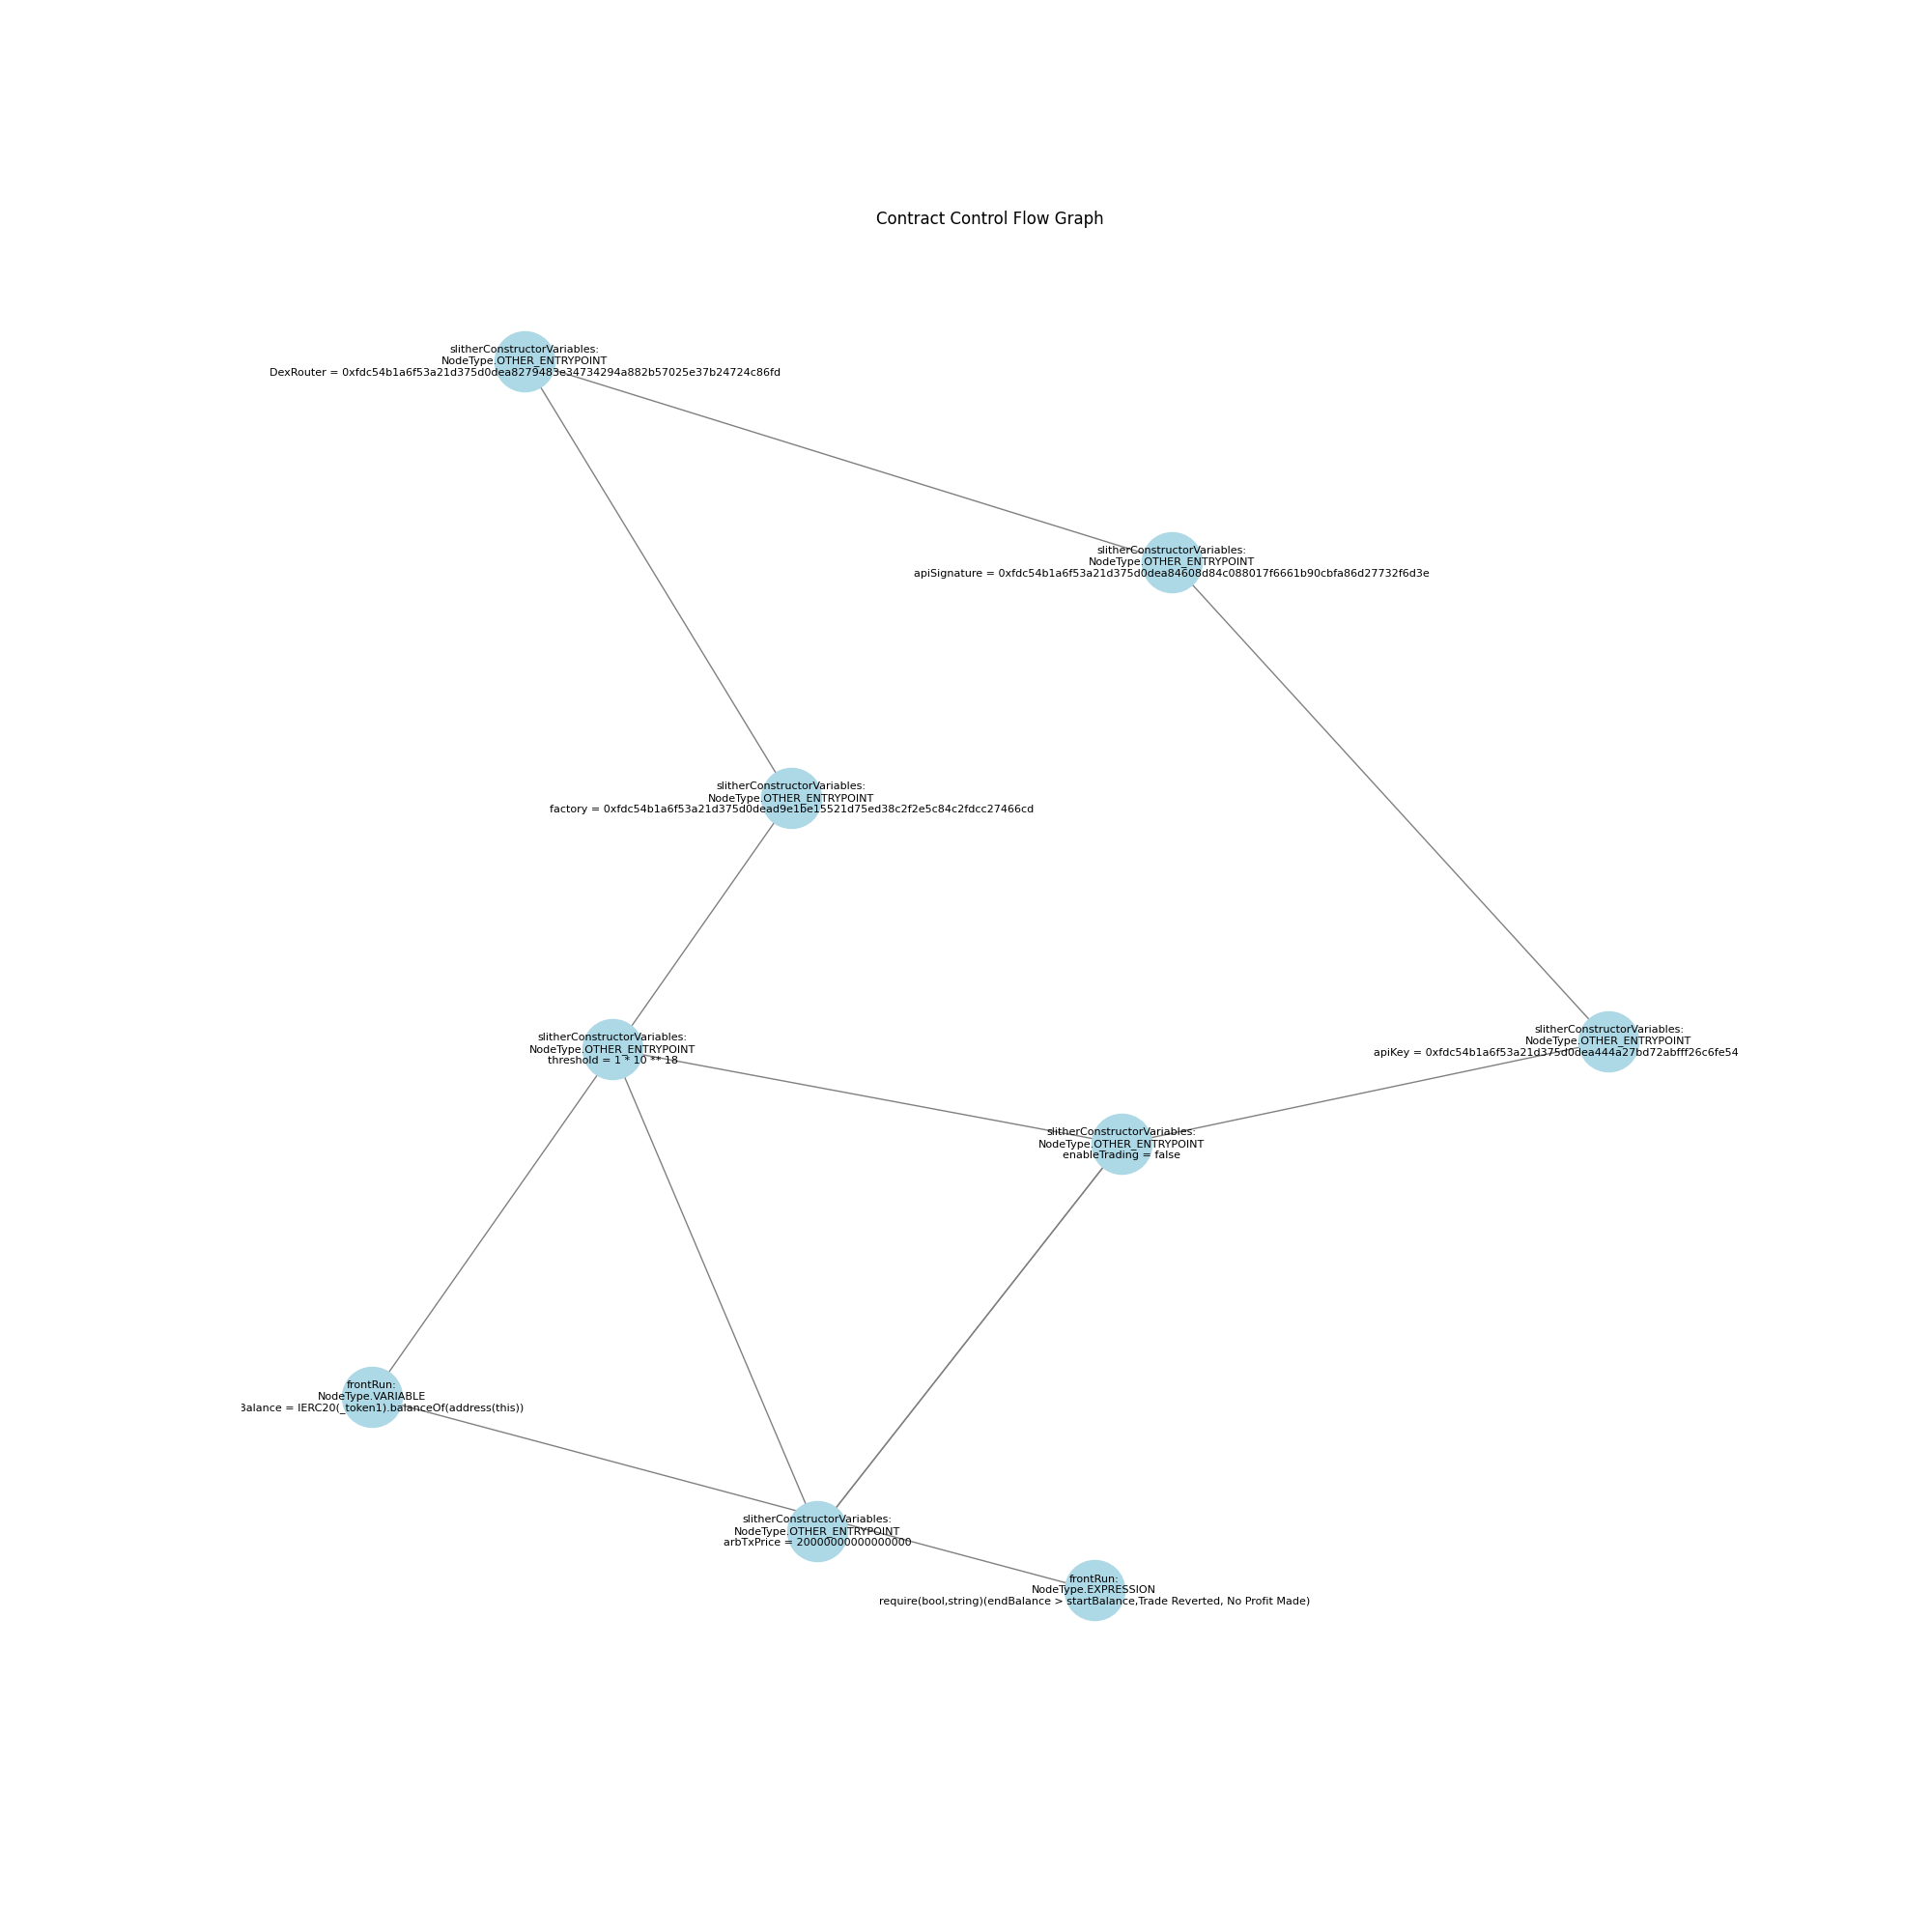 Contract Control Flow Graph
slitherConstructorVariables:
NodeType.OTHER_ENTRYPOINT
DexRouter = 0xfdc54b1a6f53a21d375d0dea8279483e34734294a882b57025e37b24724c86fd
slitherConstructorVariables:
NodeType.OTHER_ENTRYPOINT
apiSignature = 0xfdc54b1a6f53a21d375d0dea84608d84c088017f6661b90cbfa86d27732f6d3e
slitherConstructorVariables:
NodeType.OTHER_ENTRYPOINT
factory = 0xfdc54b1a6f53a21d375d0dead9e1be15521d75ed38c2f2e5c84c2fdcc27466cd
slitherConstructorVariables:
NodeType.OTHER_ENTRYPOINT
threshold = 1 * 10 ** 18
slitherConstructorVariables:
NodeType.OTHER_ENTRYPOINT
apiKey = 0xfdc54b1a6f53a21d375d0dea444a27bd72abfff26c6fe54
slitherConstructorVariables:
NodeType.OTHER_ENTRYPOINT
enableTrading = false
frontRun:
NodeType.VARIABLE
= IERC20(_token1).balanceOf(address(this))
slitherConstructorVariables:
NodeType.OTHER_ENTRYPOINT
arbTxPrice = 20000000000000000
frontRun:
NodeType.EXPRESSION
require(bool,string)(endBalance > startBalance,Trade Reverted, No Profit Made)